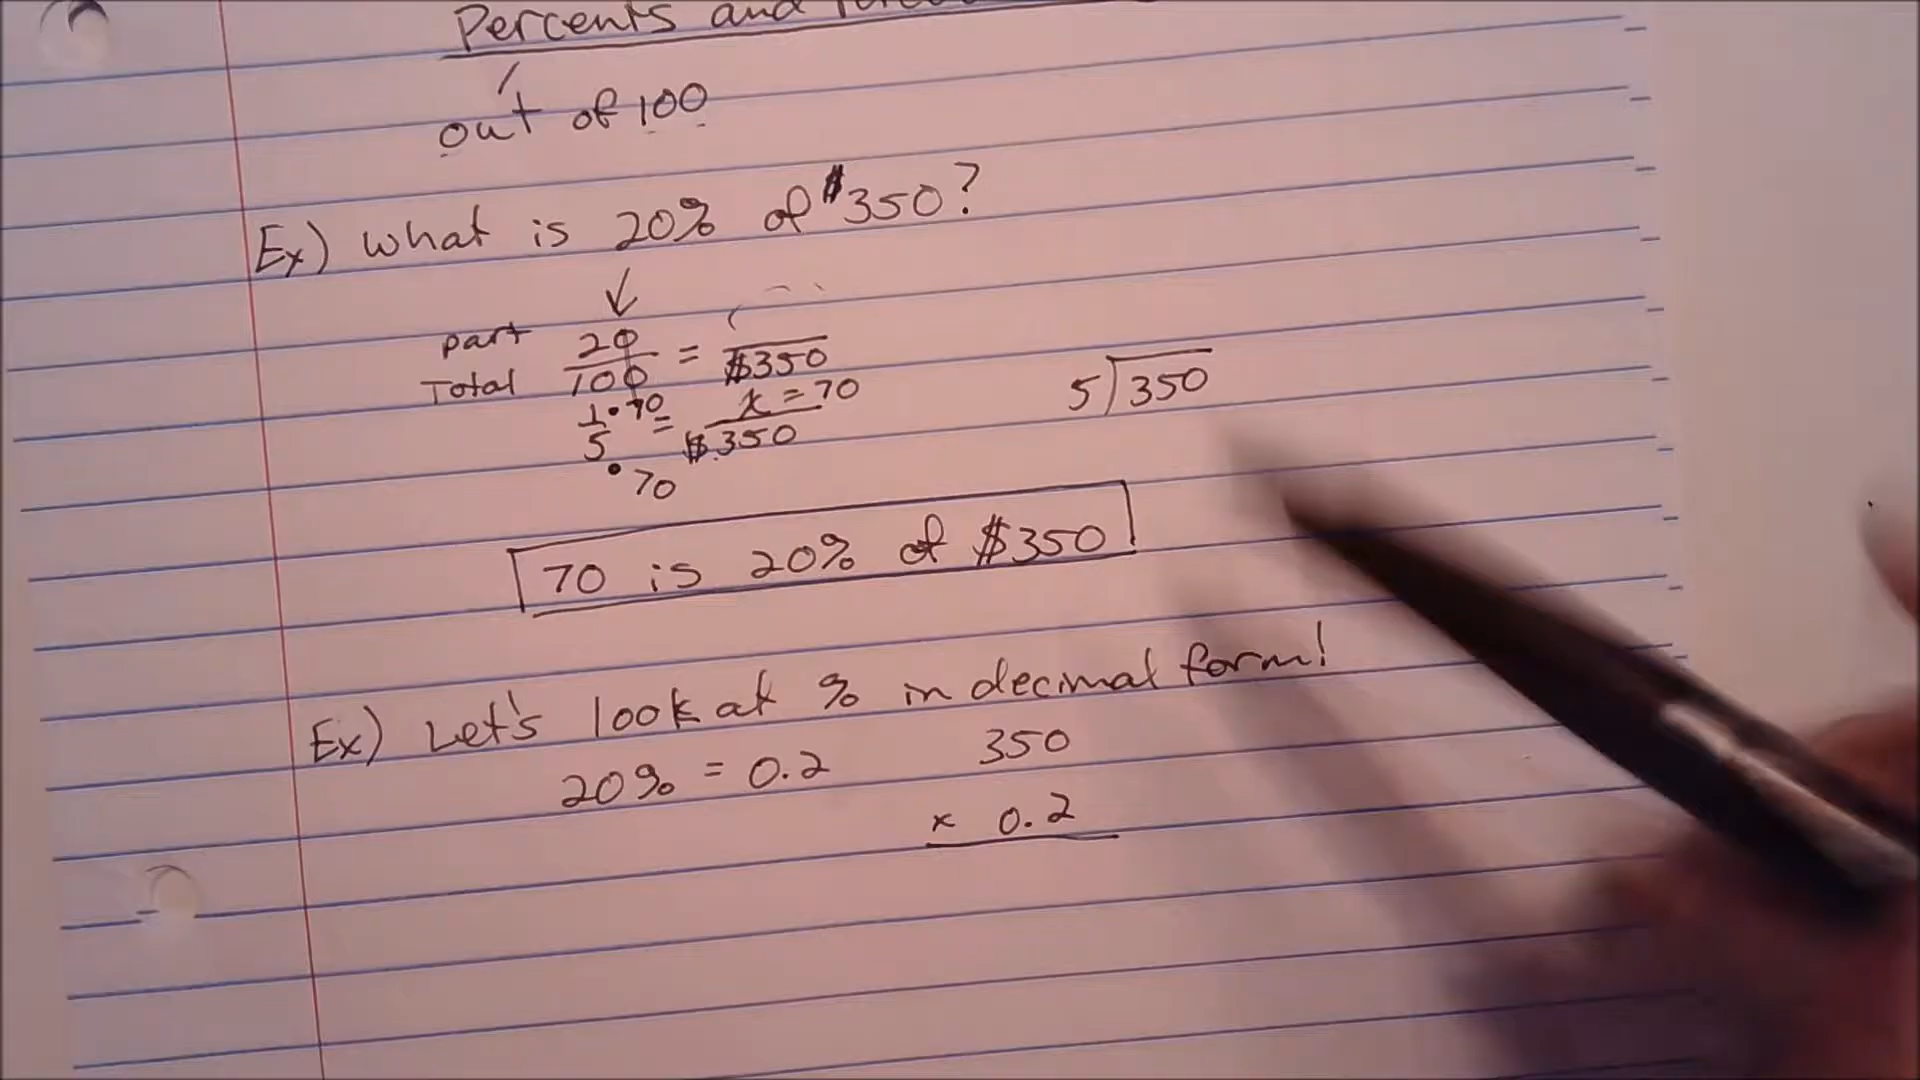 Percents and
out of 100
Ex) What is 20% of $350?
part 20 =
Total 100 $350
1 • 70 = x = 70
5 • 70 $350
5)350
70 is 20% of $350
Ex) Let's look at % in decimal form!
20% = 0.2
350
x 0.2